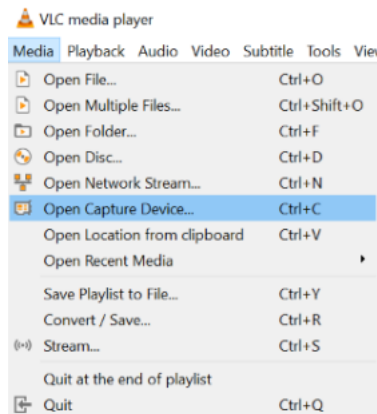 VLC media player
Media Playback Audio Video Subtitle Tools
Open File... Ctrl+O
Open Multiple Files... Ctrl+Shift+O
Open Folder... Ctrl+F
Open Disc... Ctrl+D
Open Network Stream... Ctrl+N
Open Capture Device... Ctrl+C
Open Location from clipboard Ctrl+V
Open Recent Media
Save Playlist to File... Ctrl+Y
Convert / Save... Ctrl+R
Stream... Ctrl+S
Quit at the end of playlist
Quit Ctrl+Q